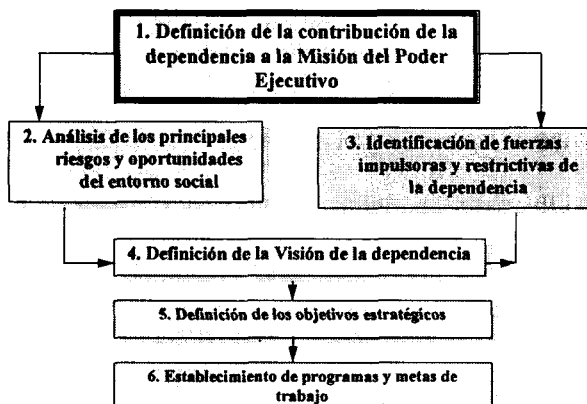 1. Definición de la contribución de la
dependencia a la Misión del Poder
Ejecutivo
2. Análisis de los principales
riesgos y oportunidades
del entorno social
3. Identificación de fuerzas
impulsoras y restrictivas de
la dependencia
4. Definición de la Visión de la dependencia
5. Definición de los objetivos estratégicos
6. Establecimiento de programas y metas de
trabajo